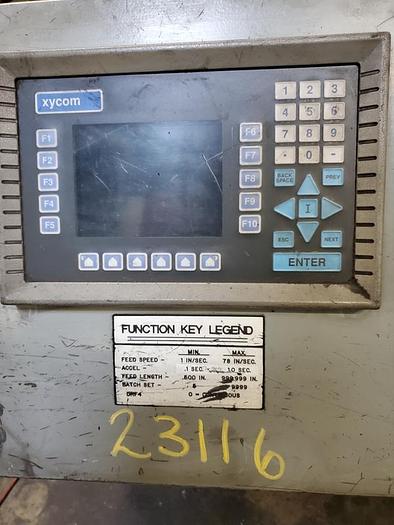 xycom
F1
F2
F3
F4
F5
F6
F7
F8
F9
F10
1 2 3
4 5 6
7 8 9
. 0 -
BACK SPACE
PREV
I
ESC
NEXT
ENTER
FUNCTION KEY LEGEND
MIN. MAX.
FEED SPEED - 1 IN/SEC. 78 IN/SEC.
ACCEL - .1 SEC. 1.0 SEC.
FEED LENGTH - .600 IN. 999.999 IN.
BATCH SET - 9999
0 =
23116